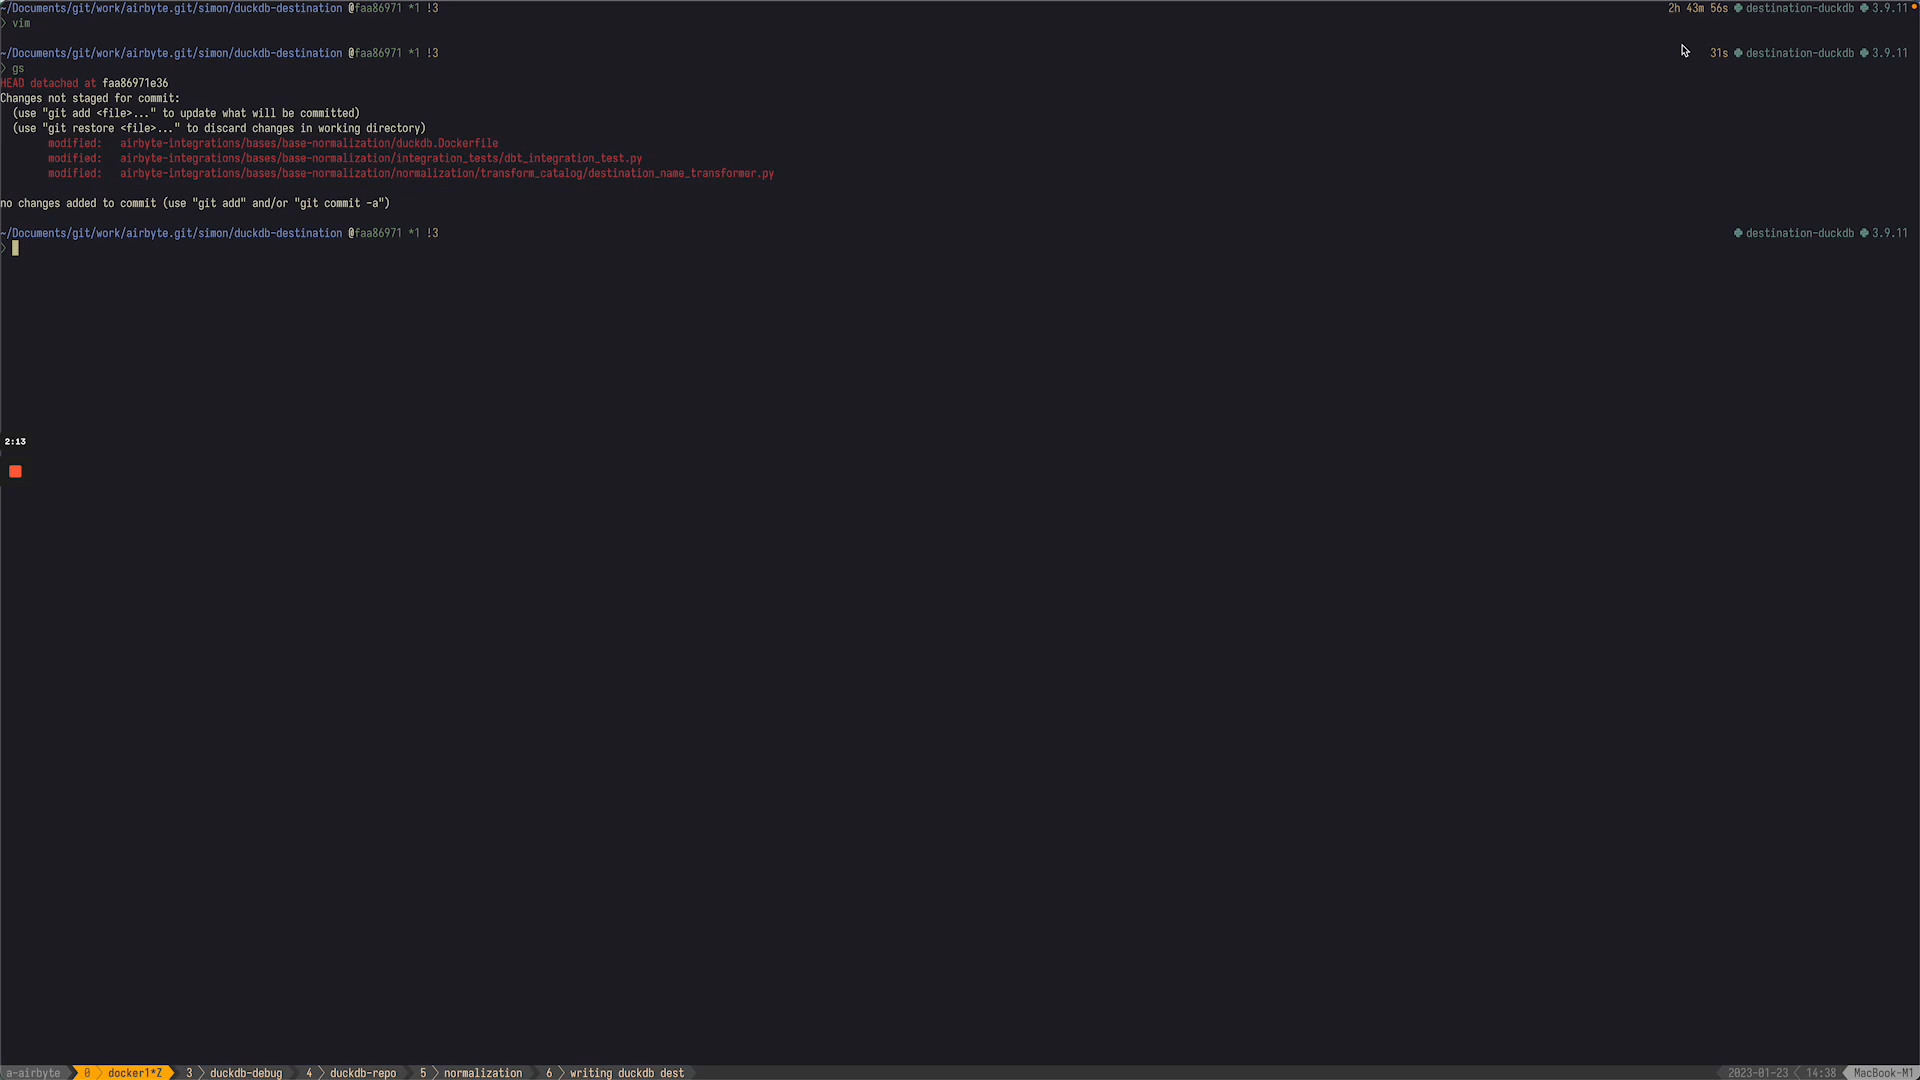 ~/Documents/git/work/airbyte.git/simon/duckdb-destination @faa86971 *1 !3 2h 43m 56s destination-duckdb 3.9.11
> vim
~/Documents/git/work/airbyte.git/simon/duckdb-destination @faa86971 *1 !3 31s destination-duckdb 3.9.11
> gs
HEAD detached at faa86971e36
Changes not staged for commit:
(use "git add <file>..." to update what will be committed)
(use "git restore <file>..." to discard changes in working directory)
modified: airbyte-integrations/bases/base-normalization/duckdb.Dockerfile
modified: airbyte-integrations/bases/base-normalization/integration_tests/dbt_integration_test.py
modified: airbyte-integrations/bases/base-normalization/normalization/transform_catalog/destination_name_transformer.py
no changes added to commit (use "git add" and/or "git commit -a")
~/Documents/git/work/airbyte.git/simon/duckdb-destination @faa86971 *1 !3 destination-duckdb 3.9.11
>
2:13
a-airbyte 0 > docker1*Z 3 > duckdb-debug 4 > duckdb-repo 5 > normalization 6 > writing duckdb dest 2023-01-23 < 14:38 MacBook-M1